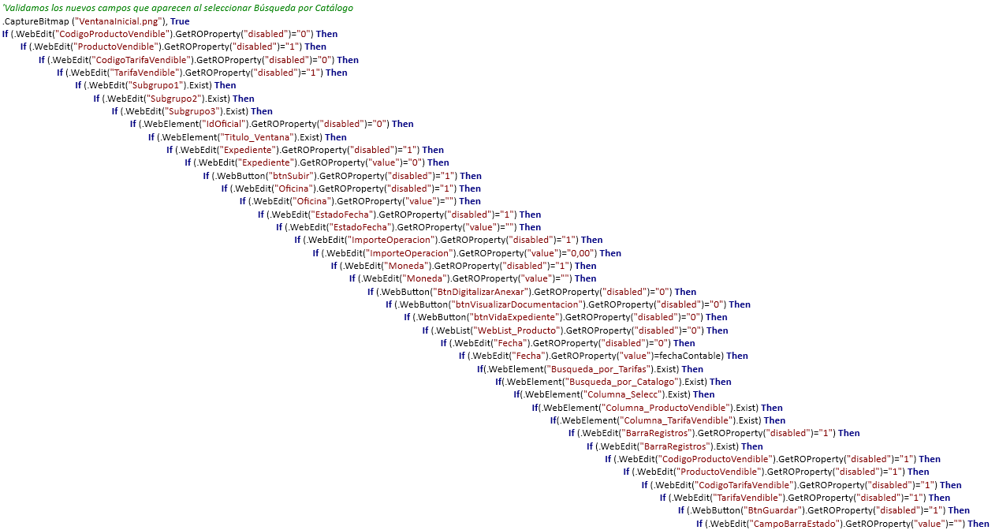 'Validamos los nuevos campos que aparecen al seleccionar Búsqueda por Catálogo
.CaptureBitmap ("VentanaInicial.png"), True
If (.WebEdit("CodigoProductoVendible").GetROProperty("disabled")="0") Then
If (.WebEdit("ProductoVendible").GetROProperty("disabled")="1") Then
If (.WebEdit("CodigoTarifaVendible").GetROProperty("disabled")="0") Then
If (.WebEdit("TarifaVendible").GetROProperty("disabled")="1") Then
If (.WebEdit("Subgrupo1").Exist) Then
If (.WebEdit("Subgrupo2").Exist) Then
If (.WebEdit("Subgrupo3").Exist) Then
If (.WebElement("IdOficial").GetROProperty("disabled")="0") Then
If (.WebElement("Titulo_Ventana").Exist) Then
If (.WebEdit("Expediente").GetROProperty("disabled")="1") Then
If (.WebEdit("Expediente").GetROProperty("value")="0") Then
If (.WebButton("btnSubir").GetROProperty("disabled")="1") Then
If (.WebEdit("Oficina").GetROProperty("disabled")="1") Then
If (.WebEdit("Oficina").GetROProperty("value")="") Then
If (.WebEdit("EstadoFecha").GetROProperty("disabled")="1") Then
If (.WebEdit("EstadoFecha").GetROProperty("value")="") Then
If (.WebEdit("ImporteOperacion").GetROProperty("disabled")="1") Then
If (.WebEdit("ImporteOperacion").GetROProperty("value")="0,00") Then
If (.WebEdit("Moneda").GetROProperty("disabled")="1") Then
If (.WebEdit("Moneda").GetROProperty("value")="") Then
If (.WebButton("BtnDigitalizarAnexar").GetROProperty("disabled")="0") Then
If (.WebButton("btnVisualizarDocumentacion").GetROProperty("disabled")="0") Then
If (.WebButton("btnVidaExpediente").GetROProperty("disabled")="0") Then
If (.WebList("WebList_Producto").GetROProperty("disabled")="0") Then
If (.WebEdit("Fecha").GetROProperty("disabled")="0") Then
If (.WebEdit("Fecha").GetROProperty("value")=fechaContable) Then
If(.WebElement("Busqueda_por_Tarifas").Exist) Then
If(.WebElement("Busqueda_por_Catalogo").Exist) Then
If(.WebElement("Columna_Selecc").Exist) Then
If(.WebElement("Columna_ProductoVendible").Exist) Then
If(.WebElement("Columna_TarifaVendible").Exist) Then
If (.WebEdit("BarraRegistros").GetROProperty("disabled")="1") Then
If (.WebEdit("BarraRegistros").Exist) Then
If (.WebEdit("CodigoProductoVendible").GetROProperty("disabled")="1") Then
If (.WebEdit("ProductoVendible").GetROProperty("disabled")="1") Then
If (.WebEdit("CodigoTarifaVendible").GetROProperty("disabled")="1") Then
If (.WebEdit("TarifaVendible").GetROProperty("disabled")="1") Then
If (.WebButton("BtnGuardar").GetROProperty("disabled")="1") Then
If (.WebEdit("CampoBarraEstado").GetROProperty("value")="") Then